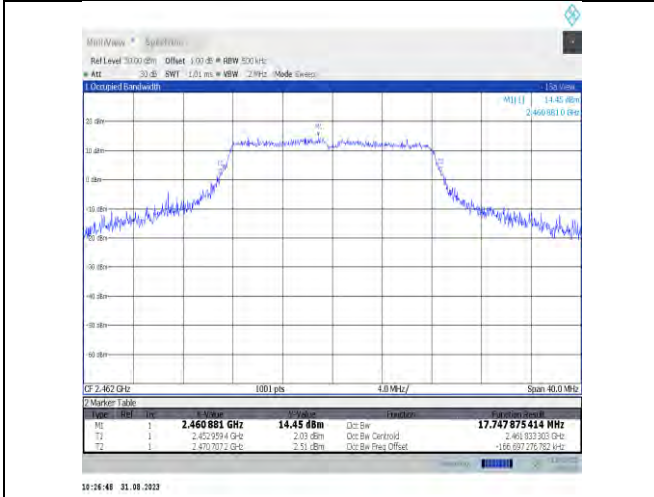 MultiView Spectrum
Ref Level 30.00 dBm Offset 1.00 dB RBW 500 kHz
Att 30 dB SWT 1.01 ms VBW 2 MHz Mode Sweep
1 Occupied Bandwidth
M1[1] 14.45 dBm
2.460 881 0 GHz
20 dBm
10 dBm
0 dBm
-10 dBm
-20 dBm
-30 dBm
-40 dBm
-50 dBm
-60 dBm
CF 2.462 GHz 1001 pts 4.0 MHz/ Span 40.0 MHz
2 Marker Table
Type Ref X-Value Y-Value Function Function Result
M1 1 2.460 881 GHz 14.45 dBm Occ Bw 17.747 875 414 MHz
T1 1 2.452 959 4 GHz 2.03 dBm Occ Bw Centroid 2.461 833 303 GHz
T2 1 2.470 707 2 GHz 2.51 dBm Occ Bw Freq Offset -166.697 276 782 kHz
10:26:48 31.08.2023